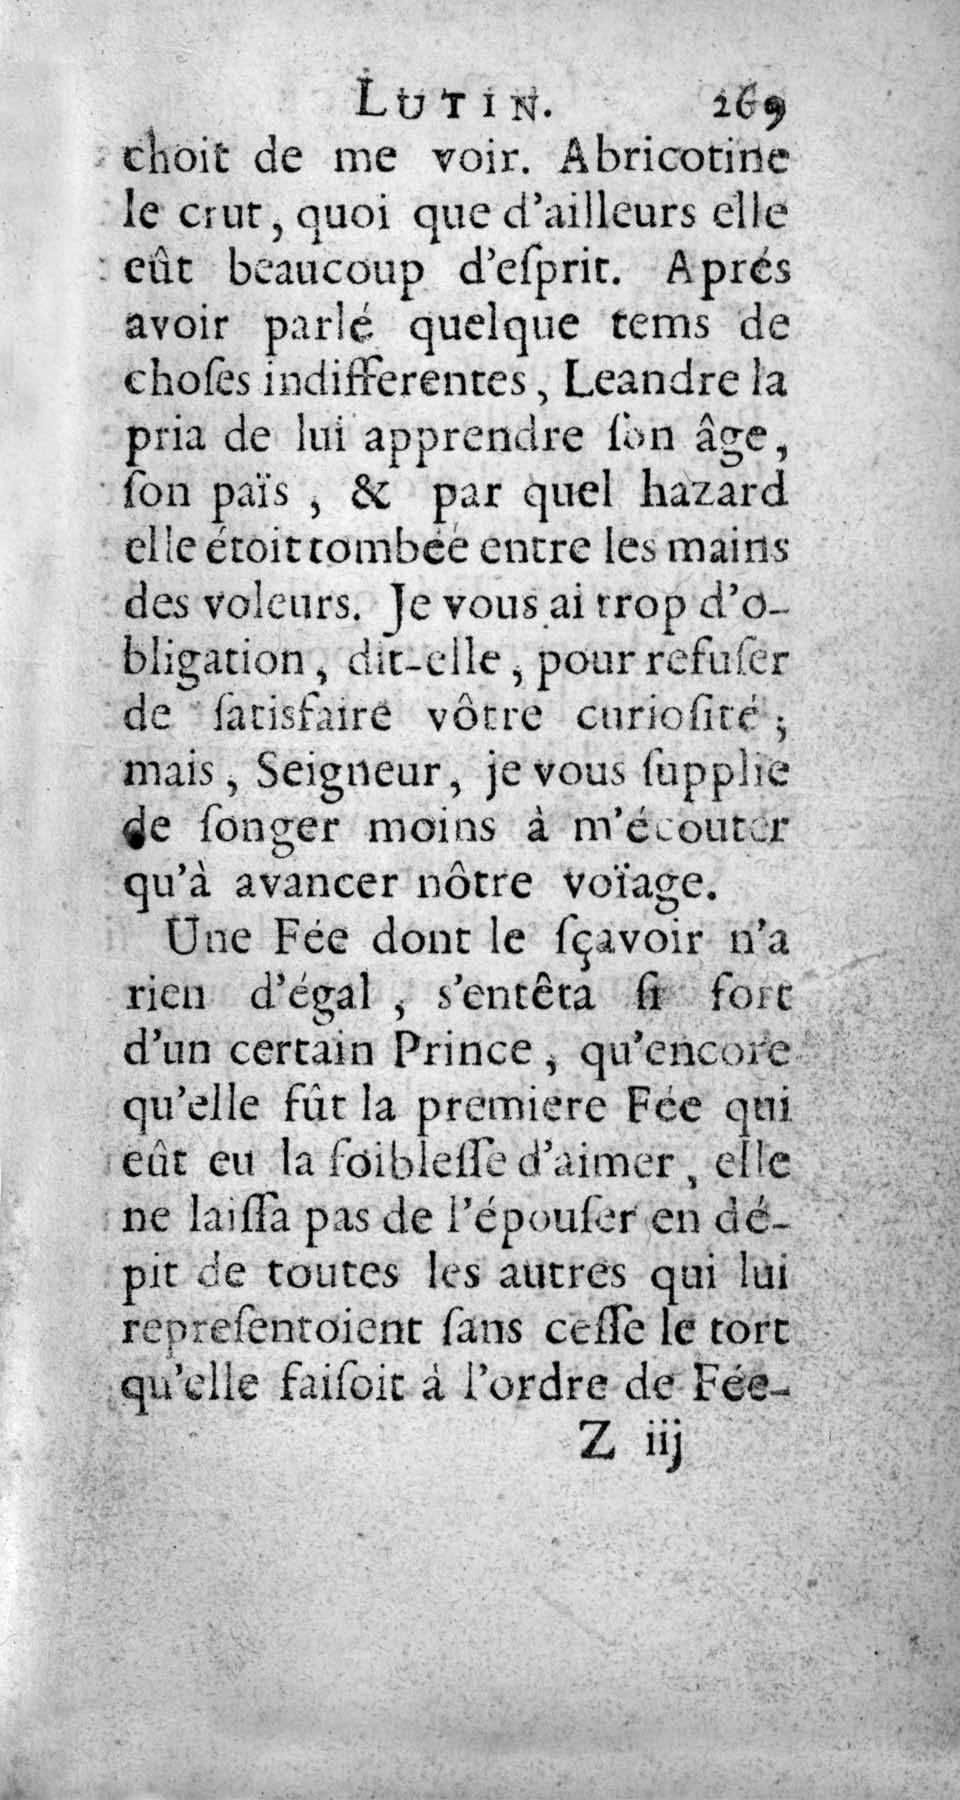 LUTIN. 269
choit de me voir. Abricotine
le crut, quoi que d'ailleurs elle
eût beaucoup d'eſprit. Aprés
avoir parlé quelque tems de
choſes indifferentes, Leandre la
pria de lui apprendre ſon âge,
ſon païs, & par quel hazard
elle étoit tombée entre les mains
des voleurs. Je vous ai trop d'o-
bligation, dit-elle, pour refuſer
de ſatisfaire vôtre curioſité;
mais, Seigneur, je vous ſupplie
de ſonger moins à m'écouter
qu'à avancer nôtre voïage.
Une Fée dont le ſçavoir n'a
rien d'égal, s'entêta ſi fort
d'un certain Prince, qu'encore
qu'elle fût la premiere Fée qui
eût eu la foibleſſe d'aimer, elle
ne laiſſa pas de l'épouſer en dé-
pit de toutes les autres qui lui
repreſentoient ſans ceſſe le tort
qu'elle faiſoit à l'ordre de Fée-
Z iij